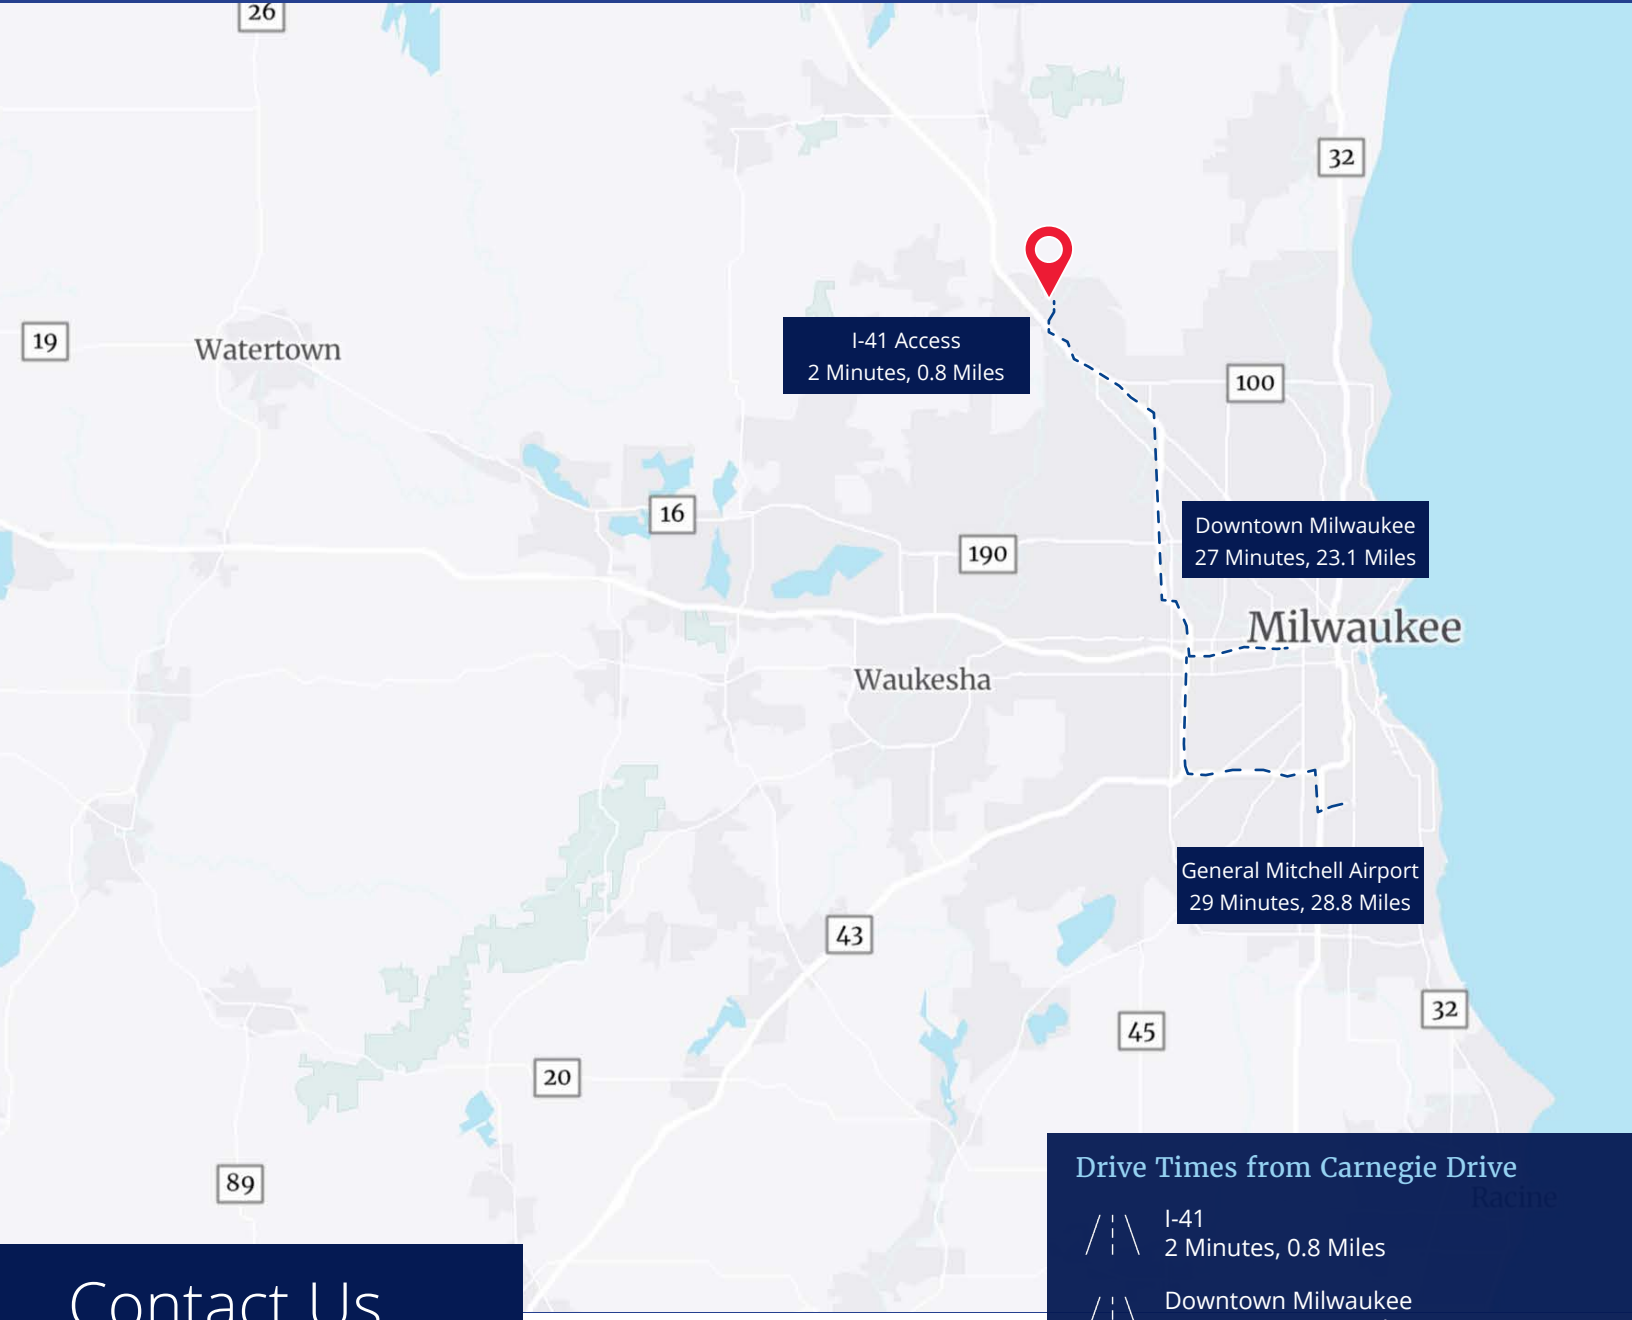 26
32
19
Watertown
I-41 Access
2 Minutes, 0.8 Miles
100
16
190
Downtown Milwaukee
27 Minutes, 23.1 Miles
Milwaukee
Waukesha
General Mitchell Airport
29 Minutes, 28.8 Miles
43
32
45
20
89
Drive Times from Carnegie Drive
Racine
I-41
2 Minutes, 0.8 Miles
Downtown Milwaukee
Contact Us